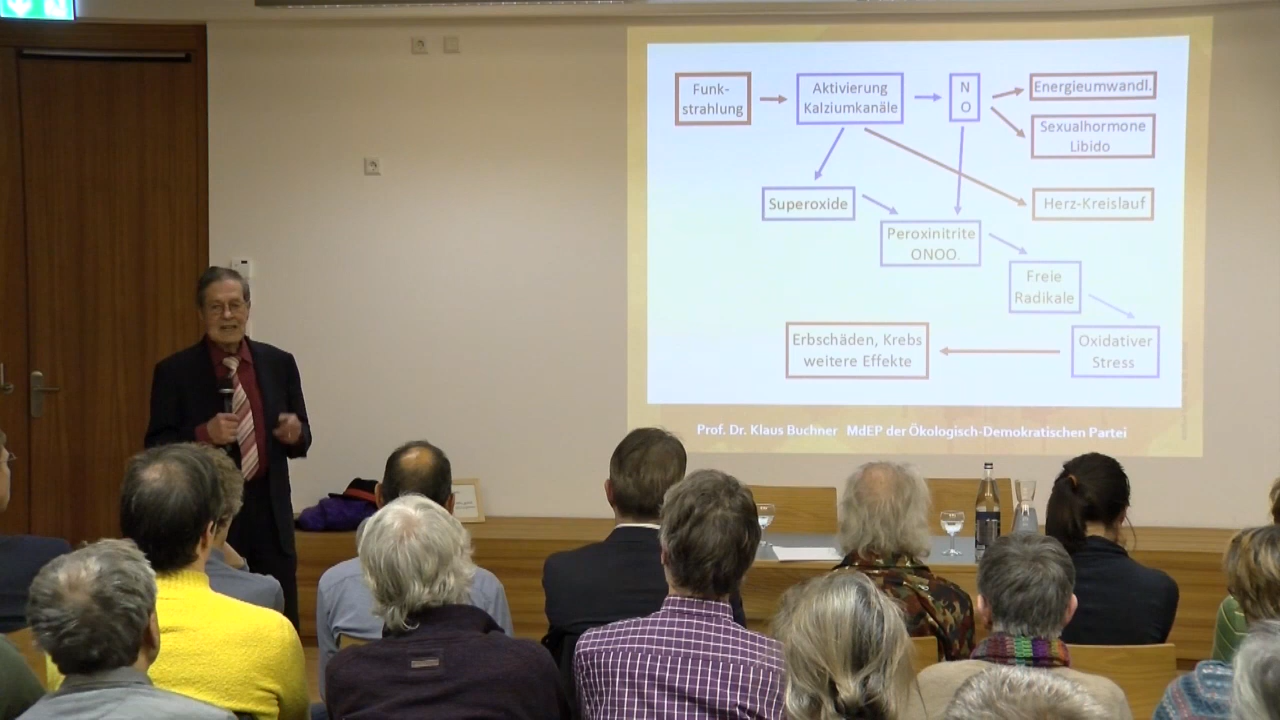 Funk-
strahlung
Aktivierung
Kalziumkanäle
N
O
Energieumwandl.
Sexualhormone
Libido
Superoxide
Herz-Kreislauf
Peroxinitrite
ONOO.
Freie
Radikale
Erbschäden, Krebs
weitere Effekte
Oxidativer
Stress
Prof. Dr. Klaus Buchner MdEP der Ökologisch-Demokratischen Partei